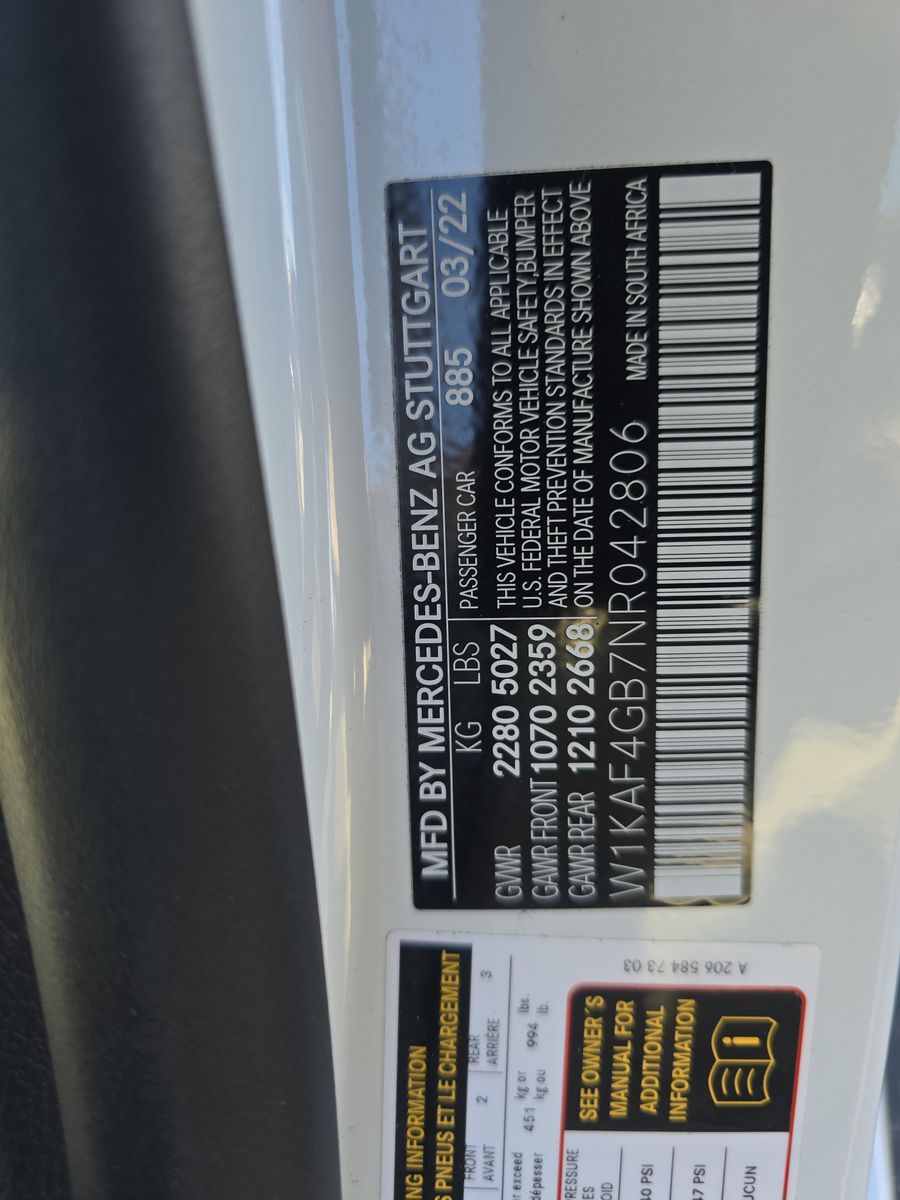 MFD BY MERCEDES-BENZ AG STUTTGART
KG LBS PASSENGER CAR 885 03/22
GVWR 2280 5027
GAWR FRONT 1070 2359
GAWR REAR 1210 2668
THIS VEHICLE CONFORMS TO ALL APPLICABLE
U.S. FEDERAL MOTOR VEHICLE SAFETY,BUMPER
AND THEFT PREVENTION STANDARDS IN EFFECT
ON THE DATE OF MANUFACTURE SHOWN ABOVE
W1KAF4GB7NR042806 MADE IN SOUTH AFRICA
INFORMATION
PNEUS ET LE CHARGEMENT
FRONT 2 REAR 3
AVANT ARRIÈRE
exceed 451 kg or 994 lbs.
dépasser kg ou lb.
SEE OWNER'S
MANUAL FOR
ADDITIONAL
INFORMATION
PSI
PSI
A 206 584 73 03